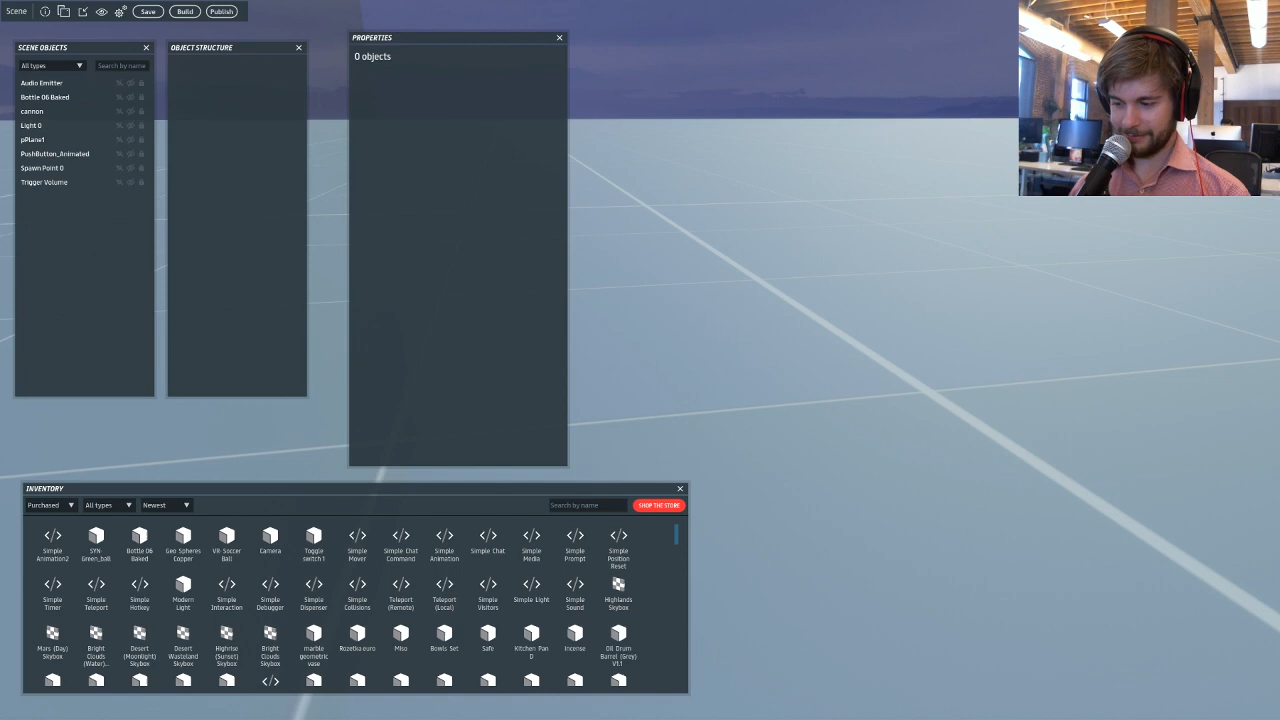 Scene Save Build Publish
SCENE OBJECTS
All types Search by name
Audio Emitter
Bottle 06 Baked
cannon
Light 0
pPlane1
PushButton_Animated
Spawn Point 0
Trigger Volume
OBJECT STRUCTURE
PROPERTIES
0 objects
INVENTORY
Purchased All types Newest Search by name SHOP THE STORE
Simple Animation2
SYN-Green_ball
Bottle 06 Baked
Geo Spheres Copper
VR- Soccer Ball
Camera
Toggle switch 1
Simple Mover
Simple Chat Command
Simple Animation
Simple Chat
Simple Media
Simple Prompt
Simple Position Reset
Simple Timer
Simple Teleport
Simple Hotkey
Modern Light
Simple Interaction
Simple Debugger
Simple Dispenser
Simple Collisions
Teleport (Remote)
Teleport (Local)
Simple Visitors
Simple Light
Simple Sound
Highlands Skybox
Mars (Day) Skybox
Bright Clouds (Water)...
Desert (Moonlight) Skybox
Desert Wasteland Skybox
Highrise (Sunset) Skybox
Bright Clouds Skybox
marble geometric vase
Rozetka euro
Miso
Bowls Set
Safe
Kitchen Pan 0
Incense
Oil Drum Barrel (Grey) V1.1